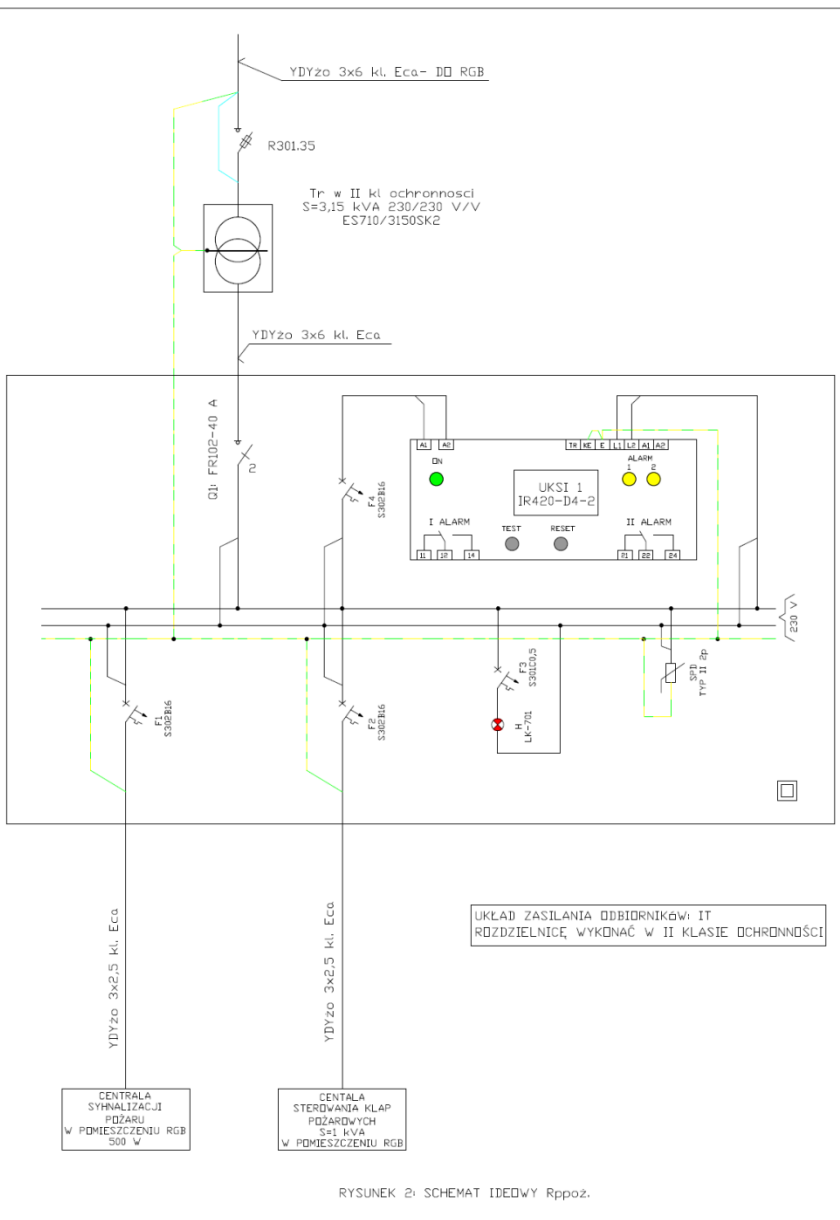 YDYżo 3x6 kl. Eca- DO RGB
R301.35
Tr w II kl ochronnosci
S=3,15 kVA 230/230 V/V
ES710/3150SK2
YDYżo 3x6 kl. Eca
Q1: FR102-40 A
2
F4
S302B16
A1 A2
TR KE E L1 L2 A1 A2
ON
ALARM
1 2
UKSI 1
IR420-D4-2
I ALARM
TEST
RESET
II ALARM
11 12 14
21 22 24
230 V
F1
S302B16
F2
S302B16
F3
S301C0,5
H
LK-701
SPD
TYP II 2p
UKŁAD ZASILANIA ODBIORNIKóW: IT
ROZDZIELNICĘ WYKONAĆ W II KLASIE OCHRONNOŚCI
YDYżo 3x2,5 kl. Eca
YDYżo 3x2,5 kl. Eca
CENTRALA
SYHNALIZACJI
POŻARU
W POMIESZCZENIU RGB
500 W
CENTALA
STEROWANIA KLAP
POŻAROWYCH
S=1 kVA
W POMIESZCZENIU RGB
RYSUNEK 2: SCHEMAT IDEOWY Rppoż.